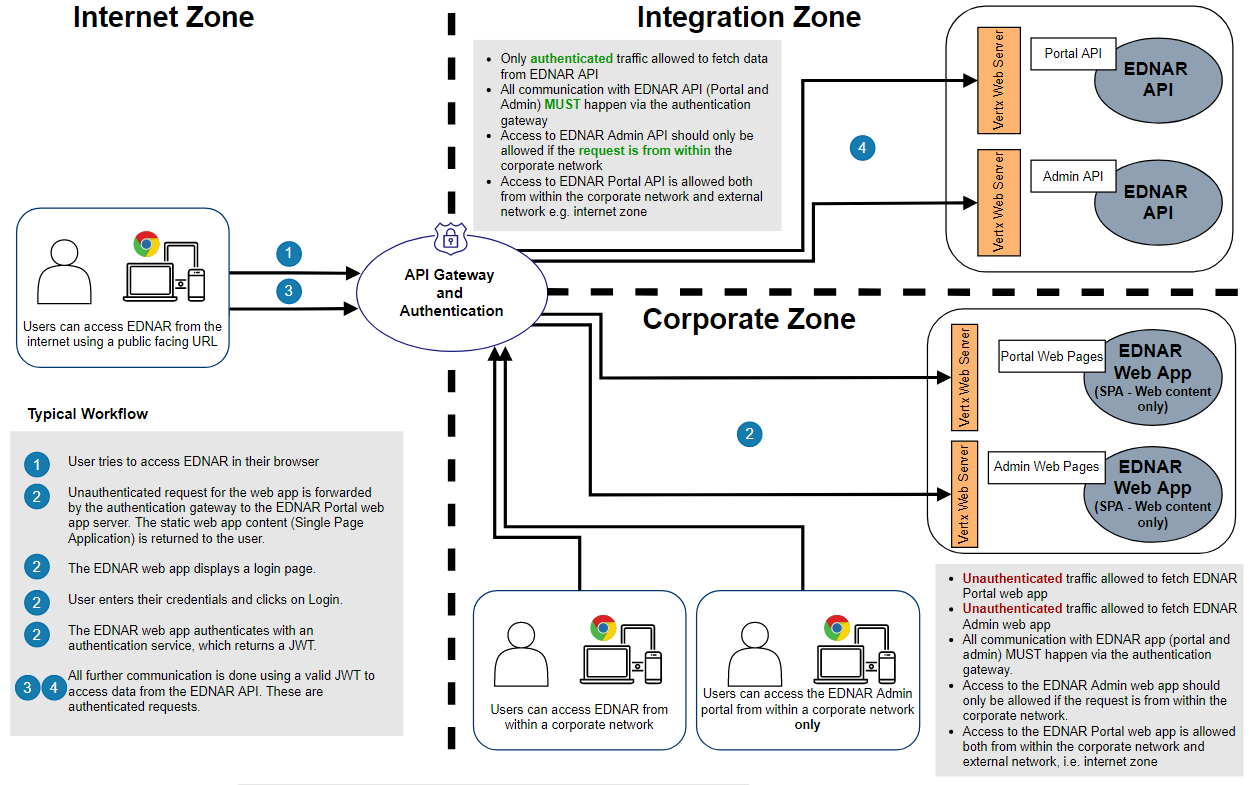 Internet Zone
Integration Zone
Only authenticated traffic allowed to fetch data
from EDNAR API
All communication with EDNAR API (Portal and
Admin) MUST happen via the authentication
gateway
Access to EDNAR Admin API should only be
allowed if the request is from within the
corporate network
Access to EDNAR Portal API is allowed both
from within the corporate network and external
network e.g. internet zone
Vertx Web Server
Portal API
EDNAR
API
4
Vertx Web Server
Admin API
EDNAR
API
1
3
Users can access EDNAR from the
internet using a public facing URL
API Gateway
and
Authentication
Corporate Zone
Vertx Web Server
Portal Web Pages
EDNAR
Web App
(SPA - Web content
only)
2
Vertx Web Server
Admin Web Pages
EDNAR
Web App
(SPA - Web content
only)
Typical Workflow
1 User tries to access EDNAR in their browser
2 Unauthenticated request for the web app is forwarded
by the authentication gateway to the EDNAR Portal web
app server. The static web app content (Single Page
Application) is returned to the user.
2 The EDNAR web app displays a login page.
2 User enters their credentials and clicks on Login.
2 The EDNAR web app authenticates with an
authentication service, which returns a JWT.
3 4 All further communication is done using a valid JWT to
access data from the EDNAR API. These are
authenticated requests.
Users can access EDNAR from
within a corporate network
Users can access the EDNAR Admin
portal from within a corporate network
only
Unauthenticated traffic allowed to fetch EDNAR
Portal web app
Unauthenticated traffic allowed to fetch EDNAR
Admin web app
All communication with EDNAR app (portal and
admin) MUST happen via the authentication
gateway.
Access to the EDNAR Admin web app should
only be allowed if the request is from within the
corporate network.
Access to the EDNAR Portal web app is allowed
both from within the corporate network and
external network, i.e. internet zone